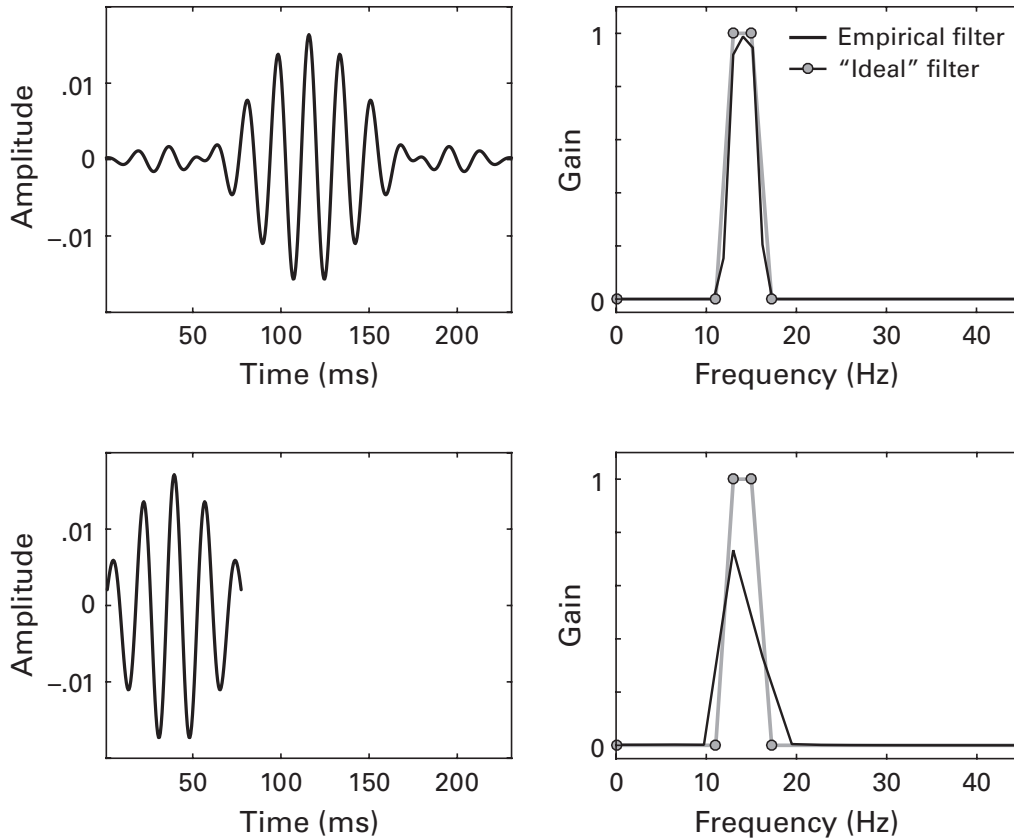 Amplitude
.01
0
–.01
50
100
150
200
Time (ms)
Gain
1
0
Empirical filter
“Ideal” filter
0
10
20
30
40
Frequency (Hz)
Amplitude
.01
0
–.01
50
100
150
200
Time (ms)
Gain
1
0
0
10
20
30
40
Frequency (Hz)